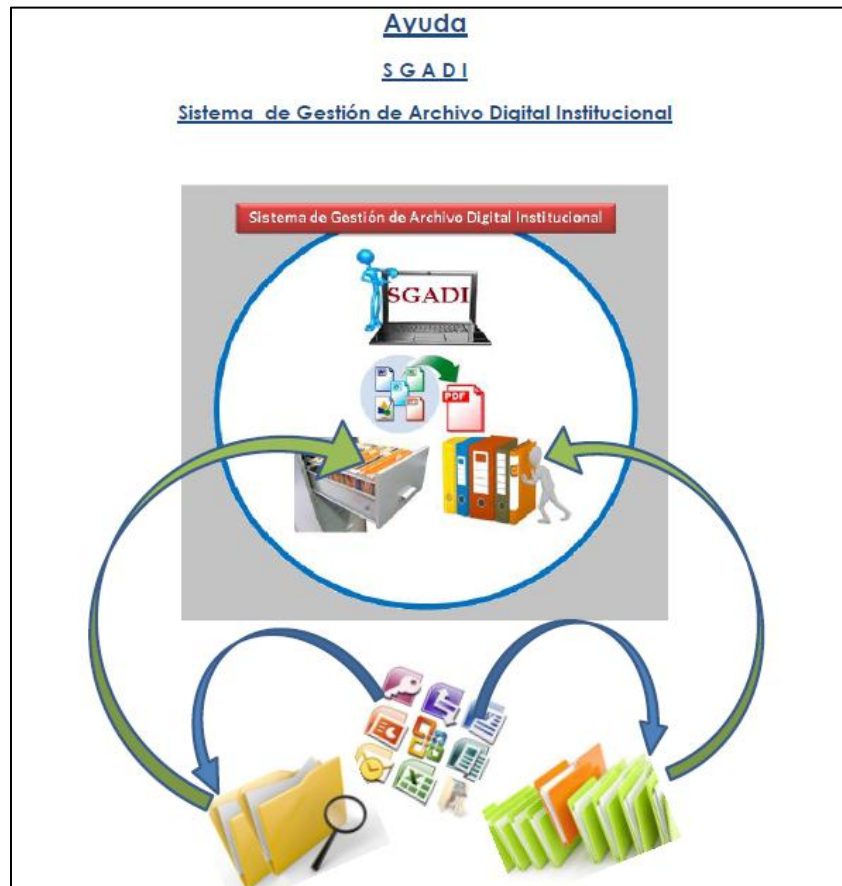 Ayuda
S G A D I
Sistema de Gestión de Archivo Digital Institucional
Sistema de Gestión de Archivo Digital Institucional
SGADI
PDF